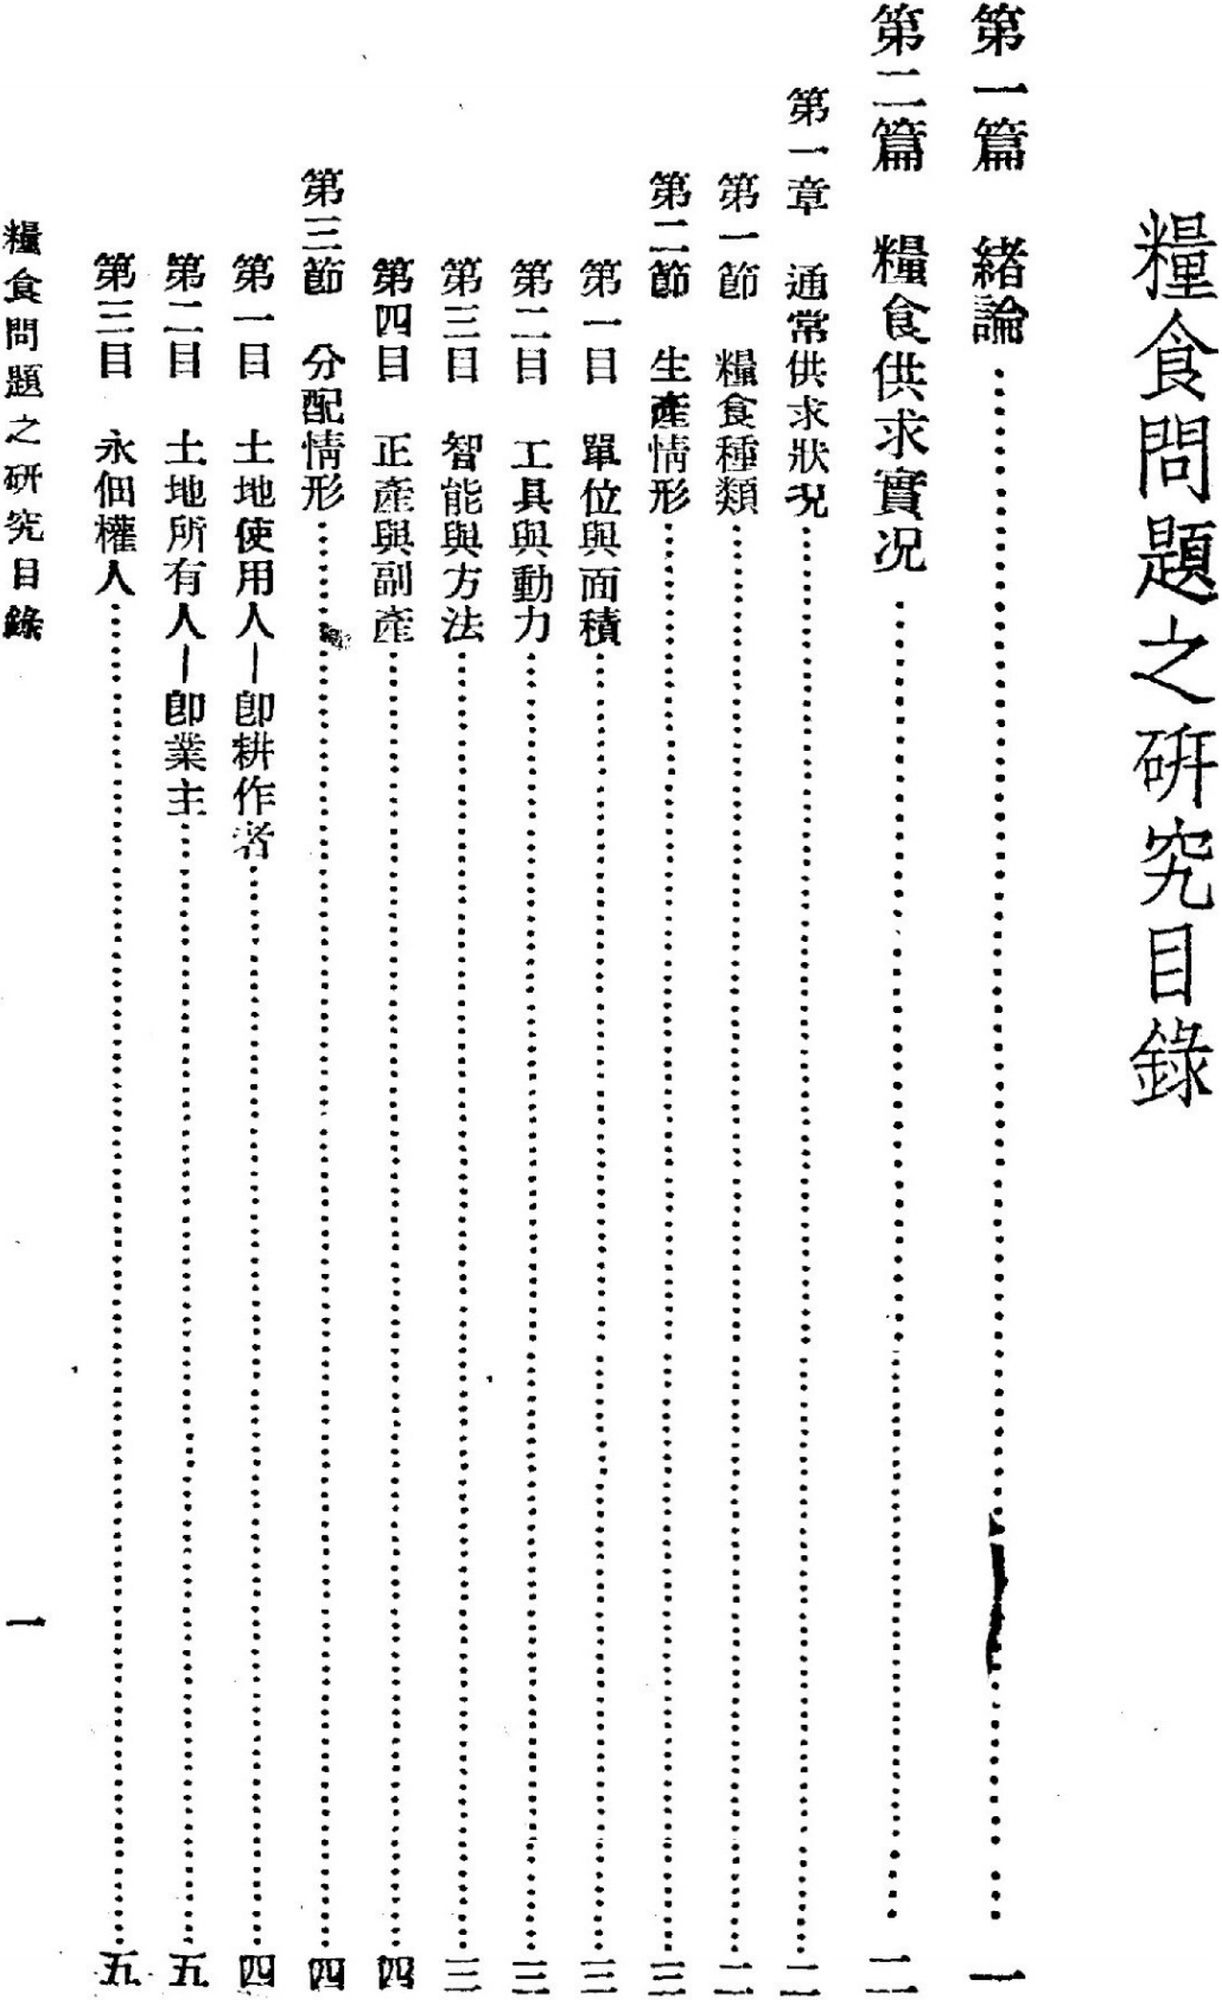 糧食問題之硏究目錄
第一篇　緒論……一
第二篇　糧食供求實況……二
第一章　通常供求狀況……二
第一節　糧食種類……二
第二節　生產情形……三
第一目　單位與面積……三
第二目　工具與動力……三
第三目　智能與方法……三
第四目　正產與副產……四
第三節　分配情形……四
第一目　土地使用人—卽耕作者……四
第二目　土地所有人—卽業主……五
第三目　永佃權人……五
糧食問題之硏究目錄
一